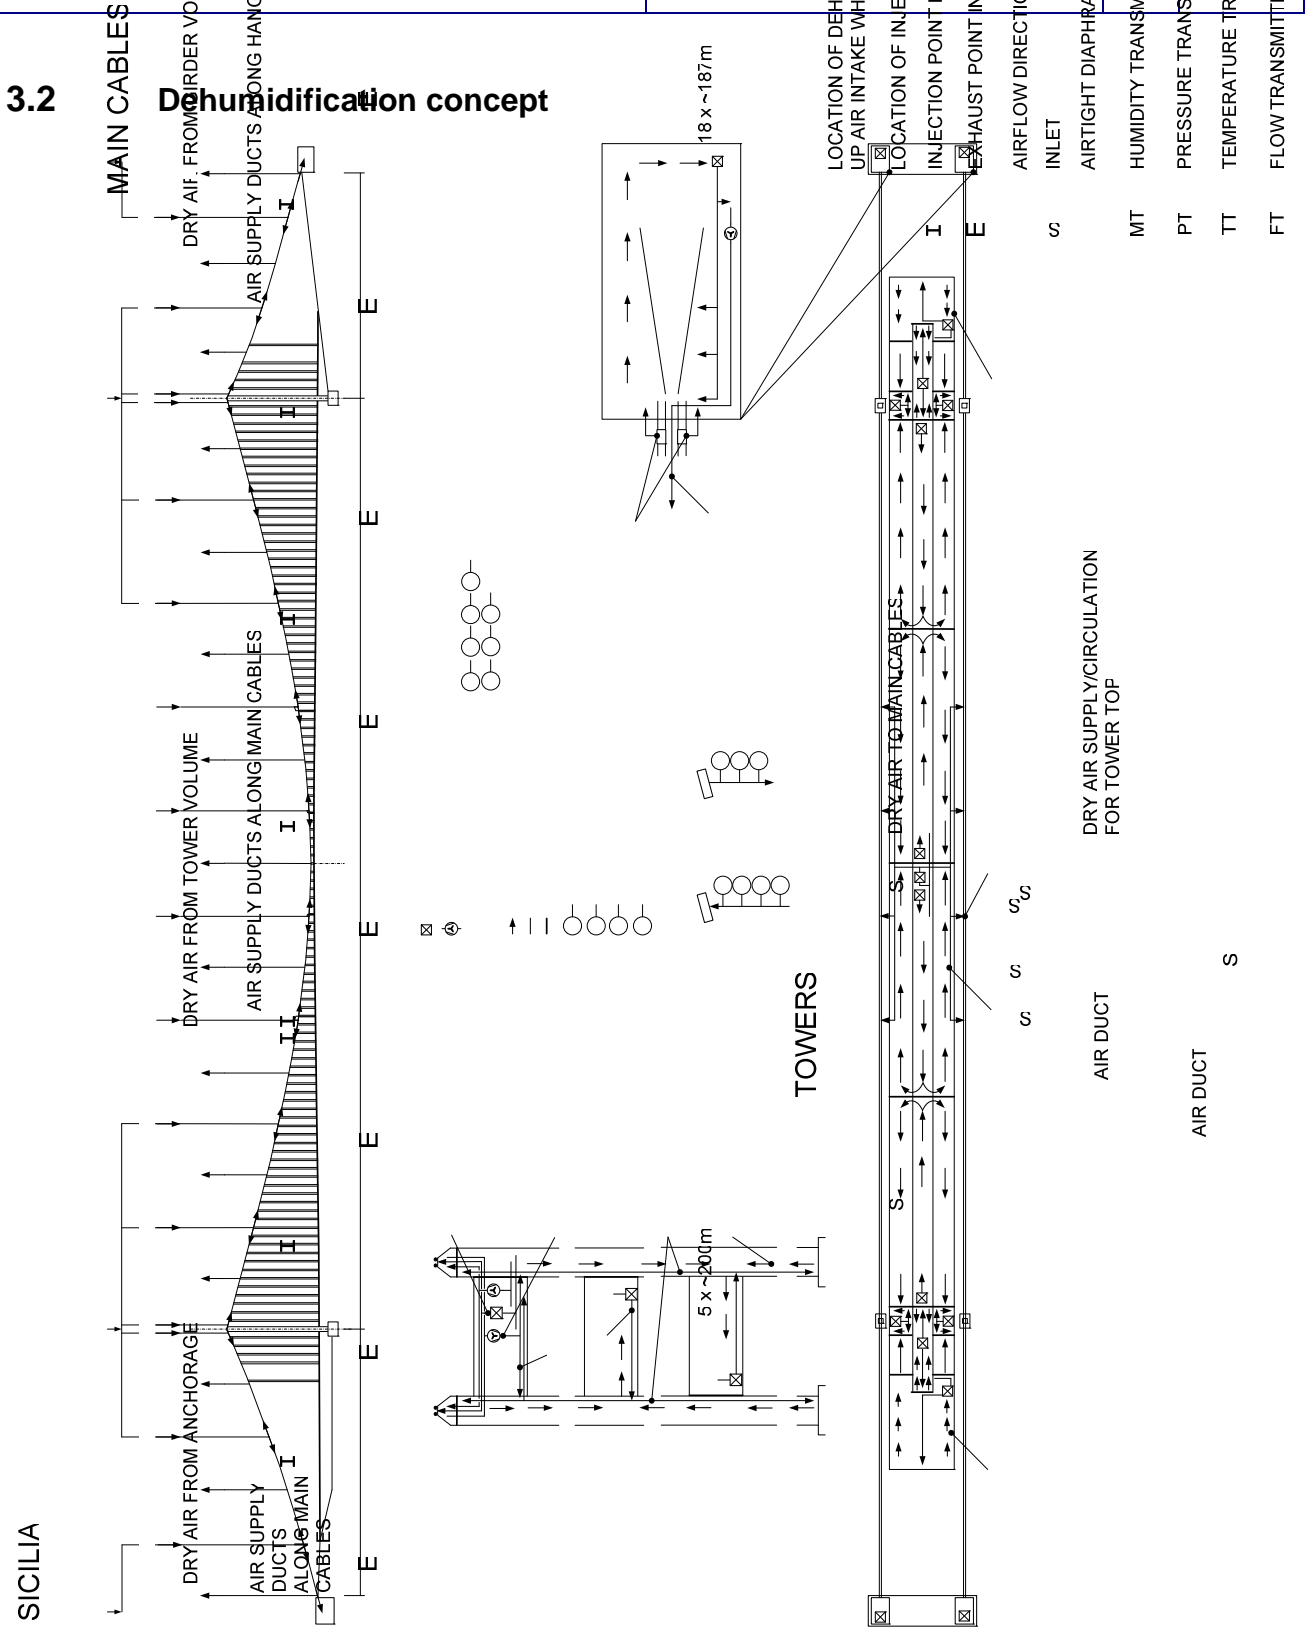 3.2 Dehumidification concept
MAIN CABLES
DRY AIR FROM GIRDER VO
AIR SUPPLY DUCTS ALONG HANG
18 x ~187m
LOCATION OF DEH
UP AIR INTAKE WH
LOCATION OF INJE
INJECTION POINT
EXHAUST POINT IN
AIRFLOW DIRECTIO
INLET
AIRTIGHT DIAPHRA
HUMIDITY TRANSM
PRESSURE TRANS
TEMPERATURE TR
FLOW TRANSMITTI
I
E
S
MT
PT
TT
FT
E
E
E
E
E
E
E
E
I
I
I
I
I
I
I
I
DRY AIR FROM TOWER VOLUME
AIR SUPPLY DUCTS ALONG MAIN CABLES
DRY AIR TO MAIN CABLES
DRY AIR SUPPLY/CIRCULATION
FOR TOWER TOP
S
S
S
S
S
S
S
TOWERS
AIR DUCT
AIR DUCT
5 x ~200m
SICILIA
DRY AIR FROM ANCHORAGE
AIR SUPPLY
DUCTS
ALONG MAIN
CABLES